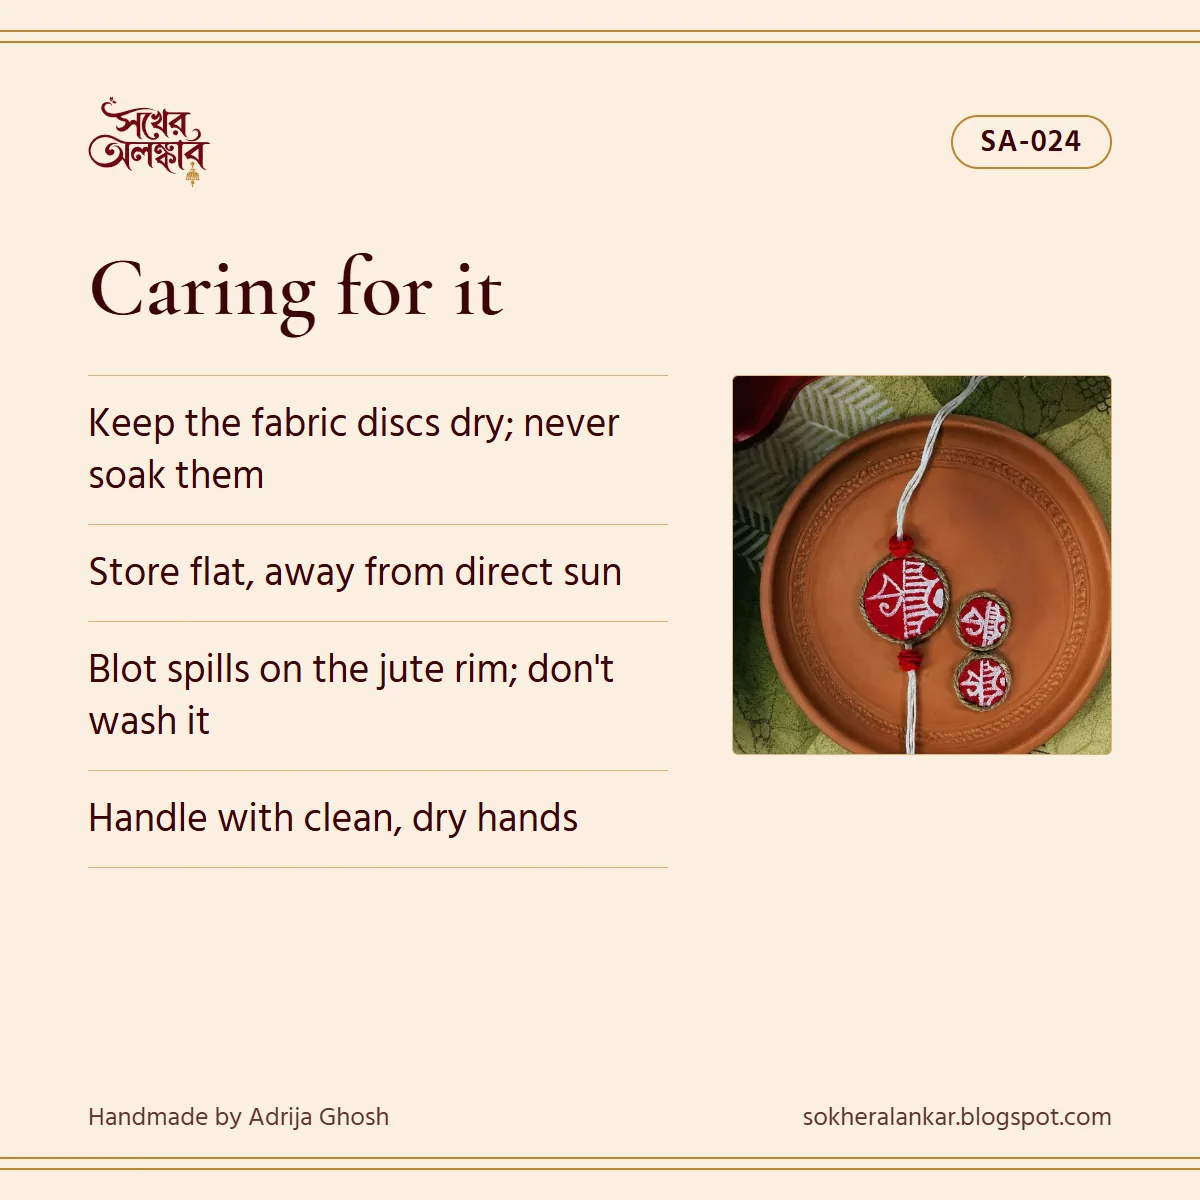 সখের
অলঙ্কার
SA-024
Caring for it
Keep the fabric discs dry; never
soak them
Store flat, away from direct sun
Blot spills on the jute rim; don't
wash it
Handle with clean, dry hands
Handmade by Adrija Ghosh
sokheralankar.blogspot.com